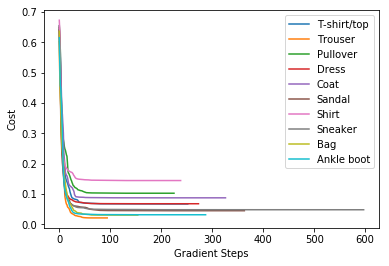 0.7
0.6
0.5
0.4
0.3
0.2
0.1
0.0
Cost
0 100 200 300 400 500 600
Gradient Steps
T-shirt/top
Trouser
Pullover
Dress
Coat
Sandal
Shirt
Sneaker
Bag
Ankle boot